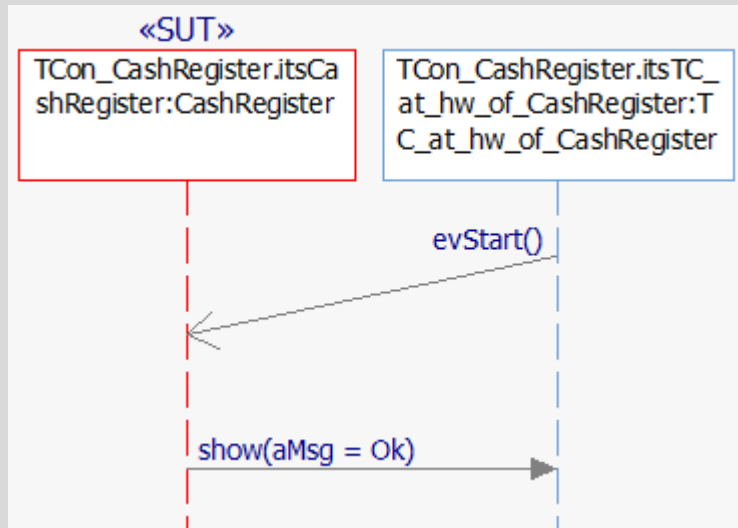 «SUT»
TCon_CashRegister.itsCa
shRegister:CashRegister
TCon_CashRegister.itsTC_
at_hw_of_CashRegister:T
C_at_hw_of_CashRegister
evStart()
show(aMsg = Ok)